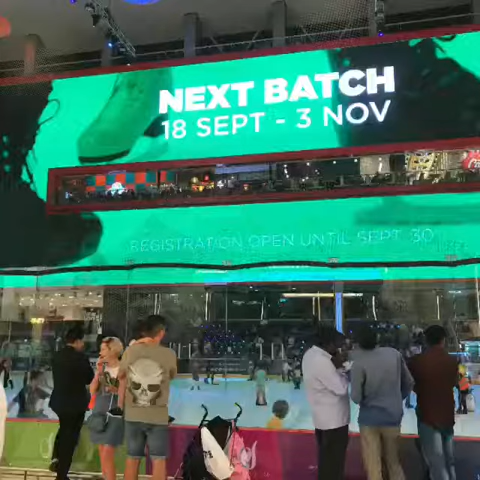 NEXT BATCH
18 SEPT - 3 NOV
REGISTRATION OPEN UNTIL SEPT 30